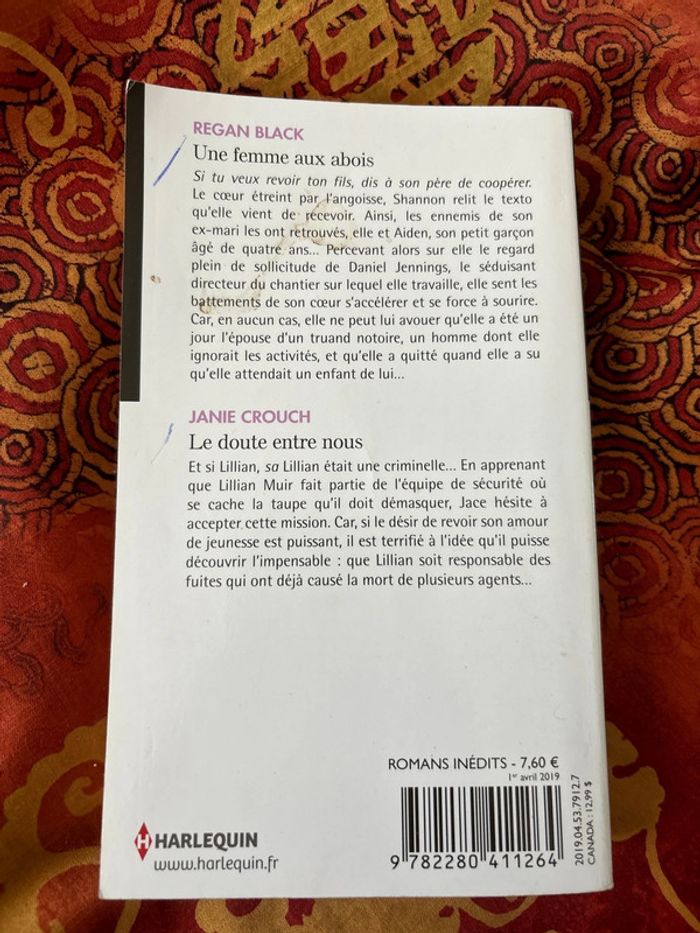 REGAN BLACK
Une femme aux abois
Si tu veux revoir ton fils, dis à son père de coopérer.
Le cœur étreint par l'angoisse, Shannon relit le texto
qu'elle vient de recevoir. Ainsi, les ennemis de son
ex-mari les ont retrouvés, elle et Aiden, son petit garçon
âgé de quatre ans... Percevant alors sur elle le regard
plein de sollicitude de Daniel Jennings, le séduisant
directeur du chantier sur lequel elle travaille, elle sent les
battements de son cœur s'accélérer et se force à sourire.
Car, en aucun cas, elle ne peut lui avouer qu'elle a été un
jour l'épouse d'un truand notoire, un homme dont elle
ignorait les activités, et qu'elle a quitté quand elle a su
qu'elle attendait un enfant de lui...
JANIE CROUCH
Le doute entre nous
Et si Lillian, sa Lillian était une criminelle... En apprenant
que Lillian Muir fait partie de l'équipe de sécurité où
se cache la taupe qu'il doit démasquer, Jace hésite à
accepter cette mission. Car, si le désir de revoir son amour
de jeunesse est puissant, il est terrifié à l'idée qu'il puisse
découvrir l'impensable : que Lillian soit responsable des
fuites qui ont déjà causé la mort de plusieurs agents...
ROMANS INÉDITS - 7,60 €
1er avril 2019
2019.04.53.7912.7
CANADA : 12,99 $
9 782280 411264
H HARLEQUIN
www.harlequin.fr